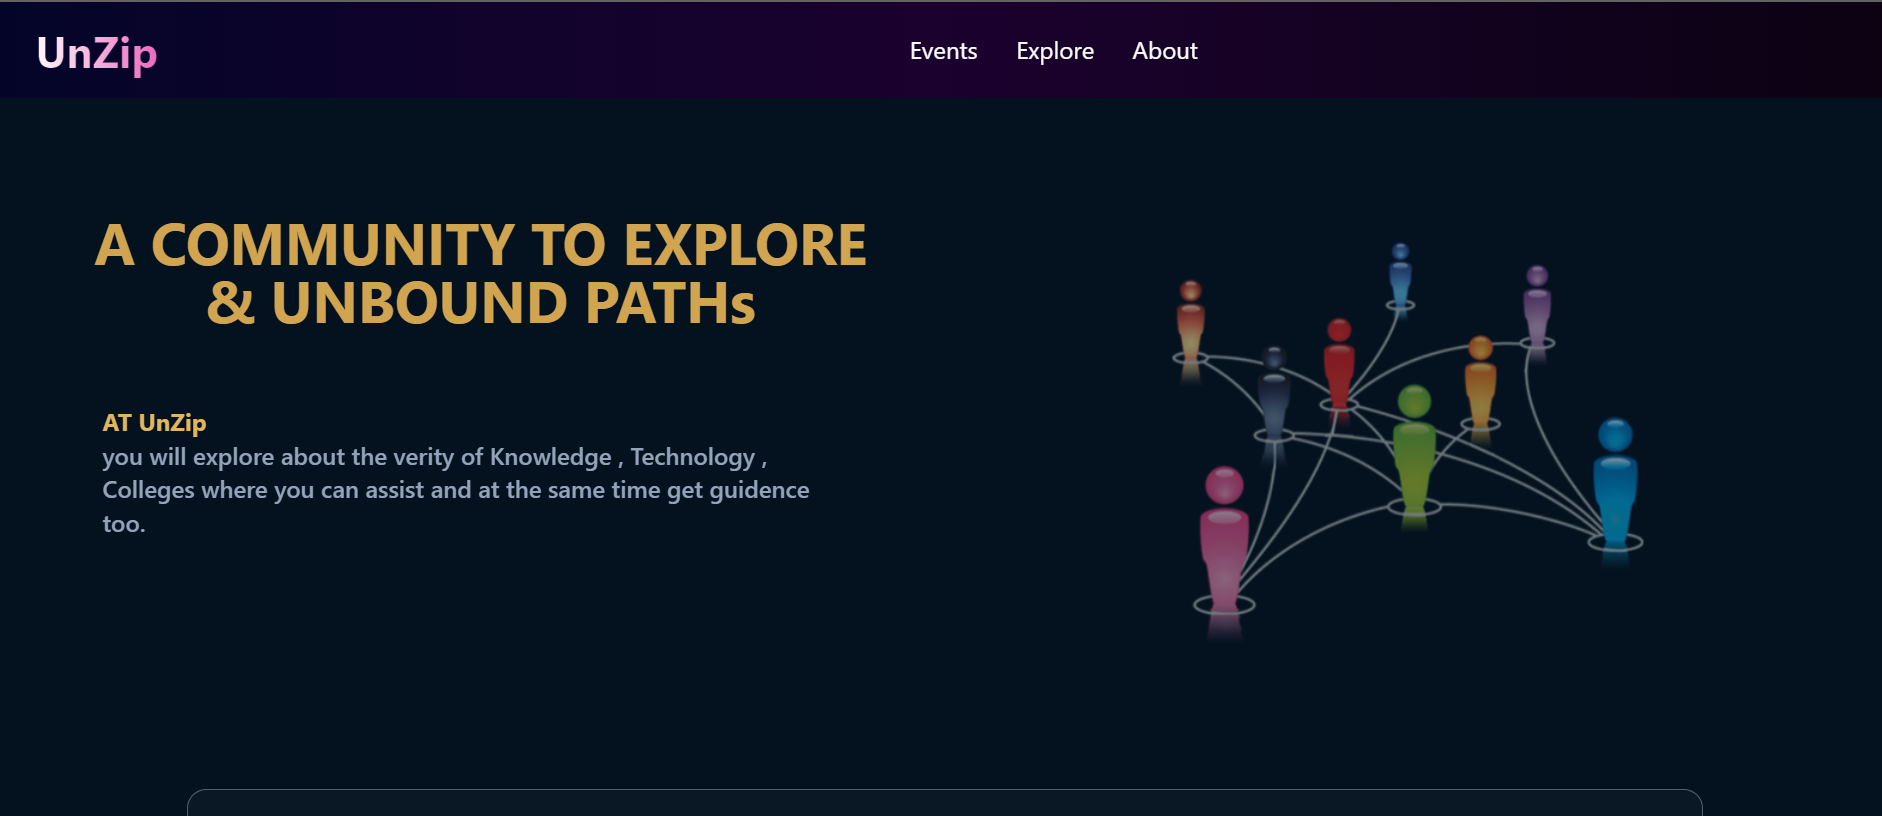 UnZip
Events Explore About
A COMMUNITY TO EXPLORE
& UNBOUND PATHs
AT UnZip
you will explore about the verity of Knowledge , Technology ,
Colleges where you can assist and at the same time get guidence
too.